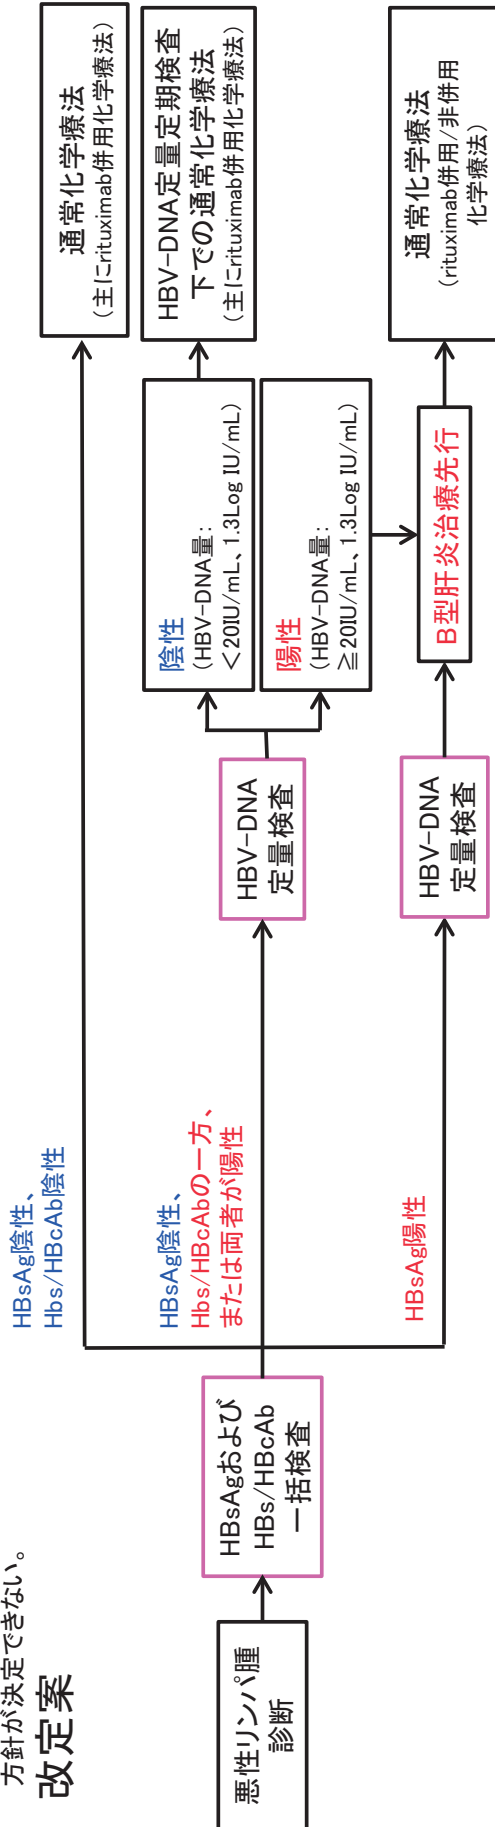 方針が決定できない。
改定案
悪性リンパ腫
診断
HBsAgおよび
HBs/HBcAb
一括検査
HBsAg陰性、
Hbs/HBcAb陰性
HBsAg陰性、
Hbs/HBcAbの一方、
または両者が陽性
HBsAg陽性
HBV-DNA
定量検査
HBV-DNA
定量検査
陰性
(HBV-DNA量:
＜20IU/mL、1.3Log IU/mL)
陽性
(HBV-DNA量:
≧20IU/mL、1.3Log IU/mL)
B型肝炎治療先行
通常化学療法
(主にrituximab併用化学療法)
HBV-DNA定量定期検査
下での通常化学療法
(主にrituximab併用化学療法)
通常化学療法
(rituximab併用/非併用
化学療法)